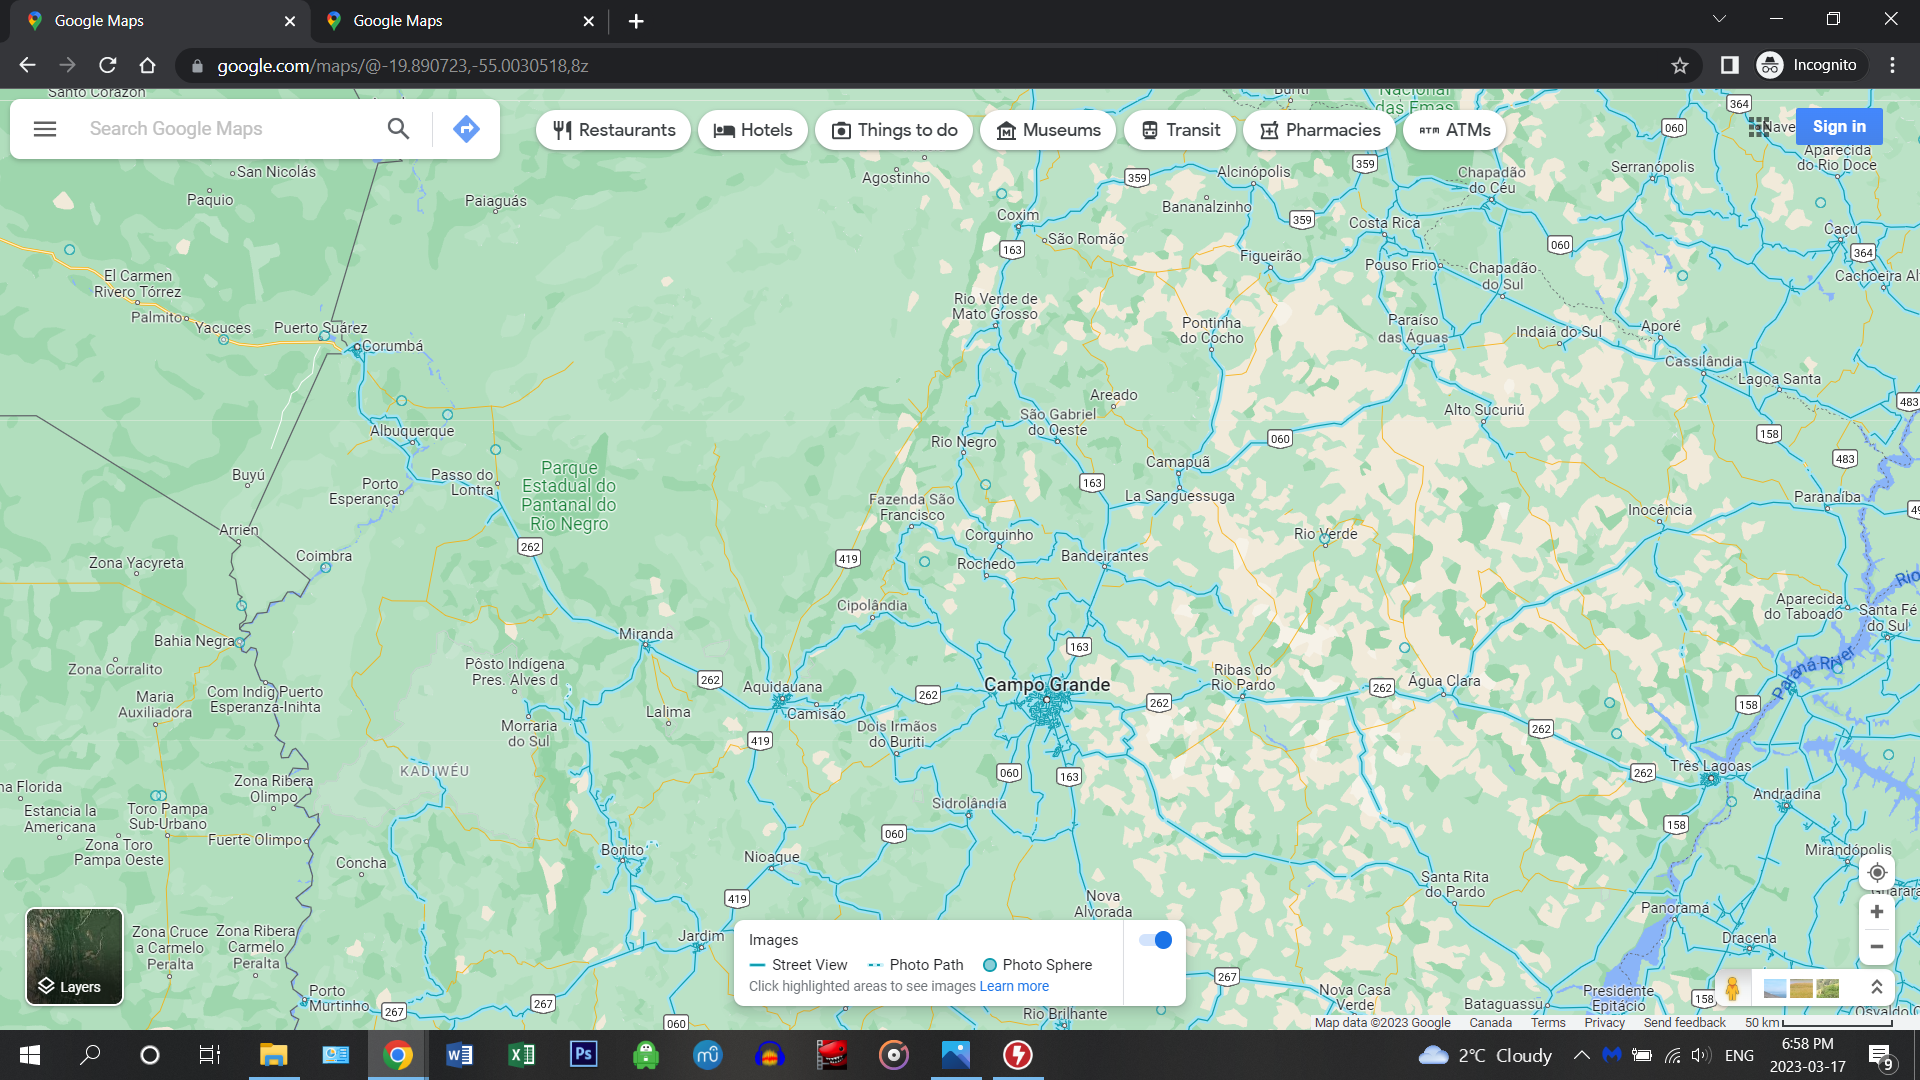 Google Maps
Google Maps
google.com/maps/@-19.890723,-55.0030518,8z
Incognito
Santo Corazón
Buriti
Nacional
das Emas
364
060
Search Google Maps
Restaurants
Hotels
Things to do
Museums
Transit
Pharmacies
ATMs
Nave
Sign in
Aparecida
do Rio Doce
San Nicolás
Paquio
Paiaguás
Agostinho
359
Alcinópolis
Bananalzinho
359
359
Chapadão
do Céu
Serranópolis
Coxim
São Romão
163
Costa Rica
Caçu
060
364
El Carmen
Rivero Tórrez
Figueirão
Pouso Frio
Chapadão
do Sul
Cachoeira Al
Palmito
Yacuces
Puerto Suárez
Corumbá
Rio Verde de
Mato Grosso
Pontinha
do Cocho
Paraíso
das Águas
Indaiá do Sul
Aporé
Cassilândia
Lagoa Santa
Areado
Alto Sucuriú
483
Albuquerque
São Gabriel
do Oeste
Rio Negro
060
158
483
Buyú
Porto
Esperança
Passo do
Lontra
Parque
Estadual do
Pantanal do
Rio Negro
Camapuã
La Sanguessuga
163
Fazenda São
Francisco
Paranaíba
Inocência
49
Arrien
Coimbra
262
419
Corguinho
Rochedo
Bandeirantes
Rio Verde
Zona Yacyreta
Rio
Cipolândia
Aparecida
do Taboado
Santa Fé
do Sul
Bahia Negra
Miranda
163
Zona Corralito
Pôsto Indígena
Pres. Alves d
262
Aquidauana
Camisão
262
Campo Grande
262
Ribas do
Rio Pardo
262
Água Clara
Paraná River
158
Maria
Auxiliadora
Com Indig Puerto
Esperanza-Inihta
Morraria
do Sul
Lalima
419
Dois Irmãos
do Buriti
262
KADIWÉU
060
163
262
Três Lagoas
na Florida
Estancia la
Americana
Toro Pampa
Sub-Urbano
Zona Ribera
Olimpo
Andradina
Sidrolândia
060
158
Zona Toro
Pampa Oeste
Fuerte Olimpo
Concha
Bonito
Nioaque
Mirandópolis
Guarara
419
Santa Rita
do Pardo
Nova
Alvorada
Panorama
Zona Cruce
a Carmelo
Peralta
Zona Ribera
Carmelo
Peralta
Jardim
Dracena
Images
Street View
Photo Path
Photo Sphere
Click highlighted areas to see images Learn more
267
Layers
Porto
Murtinho
267
267
060
Rio Brilhante
Nova Casa
Verde
Bataguassu
Presidente
Epitácio
158
Osvaldo C
Map data ©2023 Google
Canada
Terms
Privacy
Send feedback
50 km
2°C Cloudy
ENG
6:58 PM
2023-03-17
9